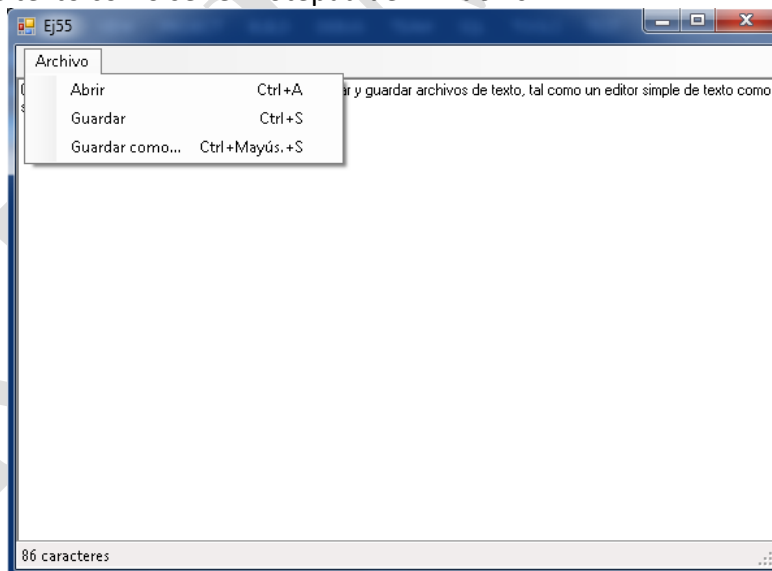 Ej55
Archivo
Abrir Ctrl+A
Guardar Ctrl+S
Guardar como... Ctrl+Mayús.+S
y guardar archivos de texto, tal como un editor simple de texto como
86 caracteres